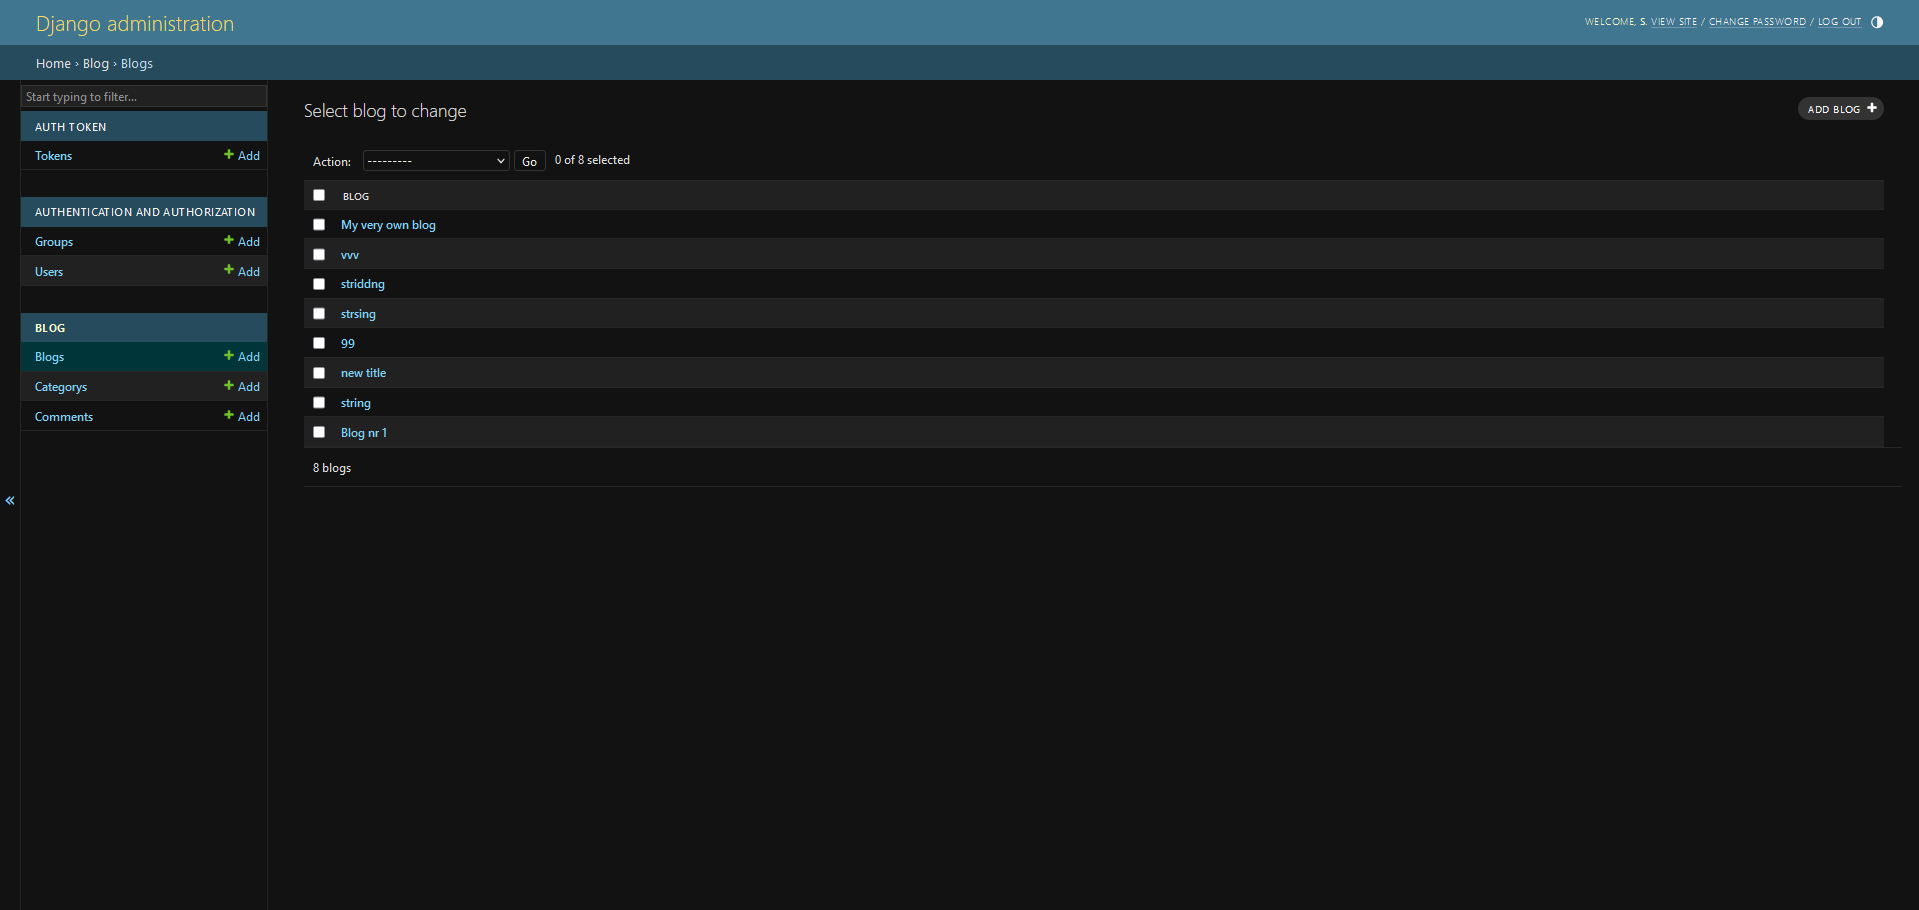 Django administration
WELCOME, S. VIEW SITE / CHANGE PASSWORD / LOG OUT
Home › Blog › Blogs
Start typing to filter...
AUTH TOKEN
Tokens + Add
AUTHENTICATION AND AUTHORIZATION
Groups + Add
Users + Add
BLOG
Blogs + Add
Categorys + Add
Comments + Add
«
Select blog to change
ADD BLOG +
Action: --------- Go 0 of 8 selected
BLOG
My very own blog
vvv
striddng
strsing
99
new title
string
Blog nr 1
8 blogs